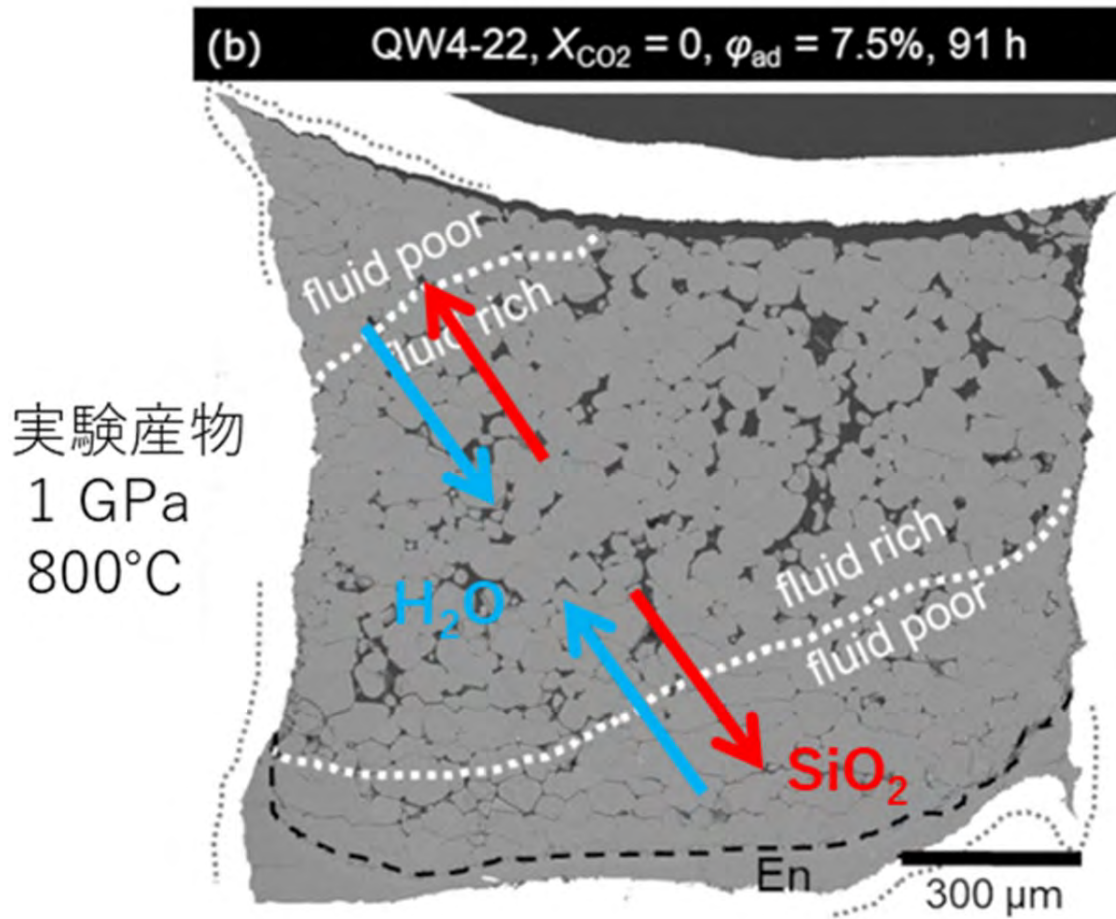 (b) QW4-22, XCO2 = 0, φad = 7.5%, 91 h
fluid poor
fluid rich
実験産物
1 GPa
800°C
H2O
fluid rich
fluid poor
SiO2
En
300 μm